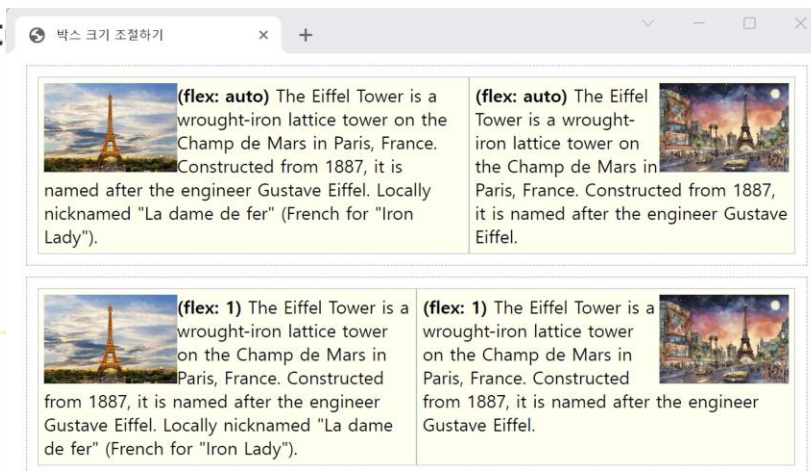 박스 크기 조절하기
(flex: auto) The Eiffel Tower is a
wrought-iron lattice tower on the
Champ de Mars in Paris, France.
Constructed from 1887, it is
named after the engineer Gustave Eiffel. Locally
nicknamed "La dame de fer" (French for "Iron
Lady").
(flex: auto) The Eiffel
Tower is a wrought-
iron lattice tower on
the Champ de Mars in
Paris, France. Constructed from 1887,
it is named after the engineer Gustave
Eiffel.
(flex: 1) The Eiffel Tower is a
wrought-iron lattice tower
on the Champ de Mars in
Paris, France. Constructed
from 1887, it is named after the engineer
Gustave Eiffel. Locally nicknamed "La dame
de fer" (French for "Iron Lady").
(flex: 1) The Eiffel Tower is a
wrought-iron lattice tower
on the Champ de Mars in
Paris, France. Constructed
from 1887, it is named after the engineer
Gustave Eiffel.